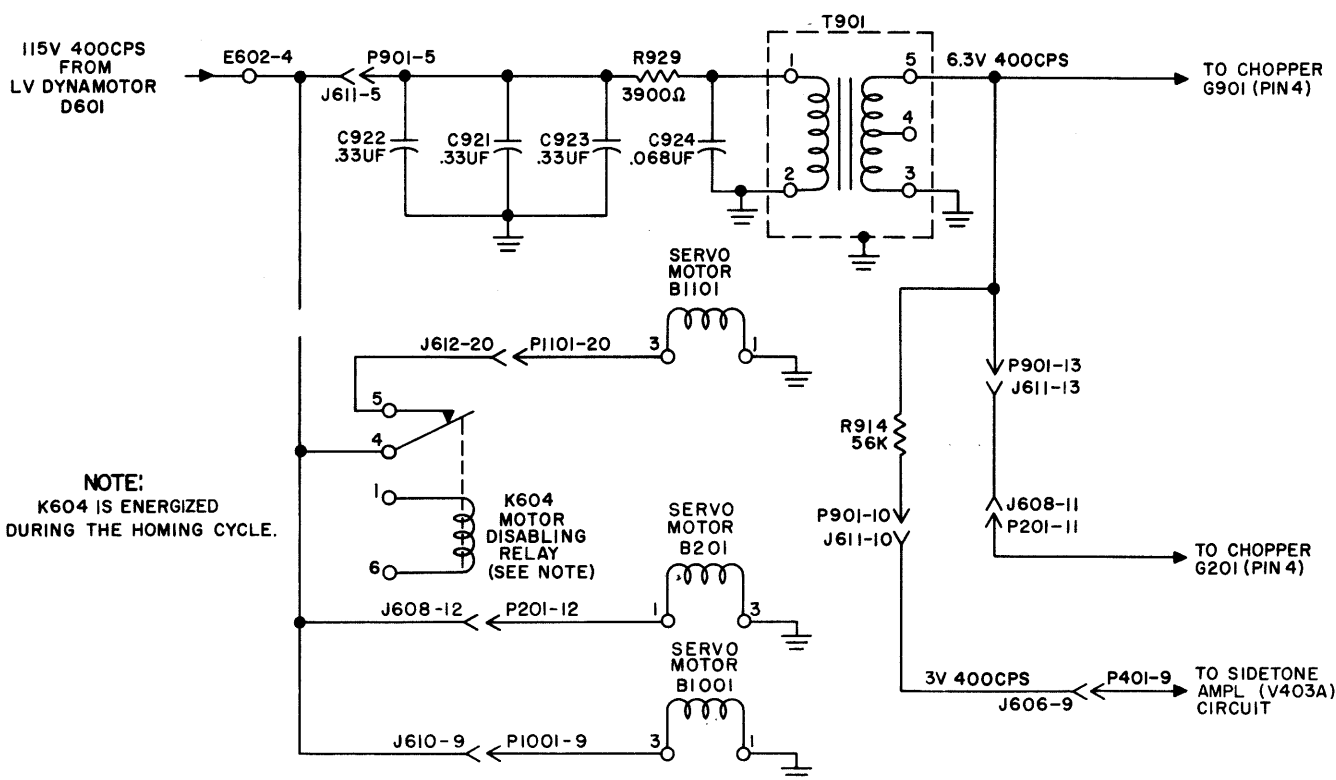 T901
115V 400CPS
FROM
LV DYNAMOTOR
D601
E602-4
P901-5
J611-5
R929
3900Ω
1
2
5
4
3
6.3V 400CPS
TO CHOPPER
G901 (PIN 4)
C922
.33UF
C921
.33UF
C923
.33UF
C924
.068UF
SERVO
MOTOR
B1101
J612-20
P1101-20
3
1
5
4
1
6
K604
MOTOR
DISABLING
RELAY
(SEE NOTE)
NOTE:
K604 IS ENERGIZED
DURING THE HOMING CYCLE.
R914
56K
P901-13
J611-13
P901-10
J611-10
J608-11
P201-11
TO CHOPPER
G201 (PIN 4)
SERVO
MOTOR
B201
J608-12
P201-12
1
3
SERVO
MOTOR
B1001
J610-9
P1001-9
3
1
3V 400CPS
J606-9
P401-9
TO SIDETONE
AMPL (V403A)
CIRCUIT